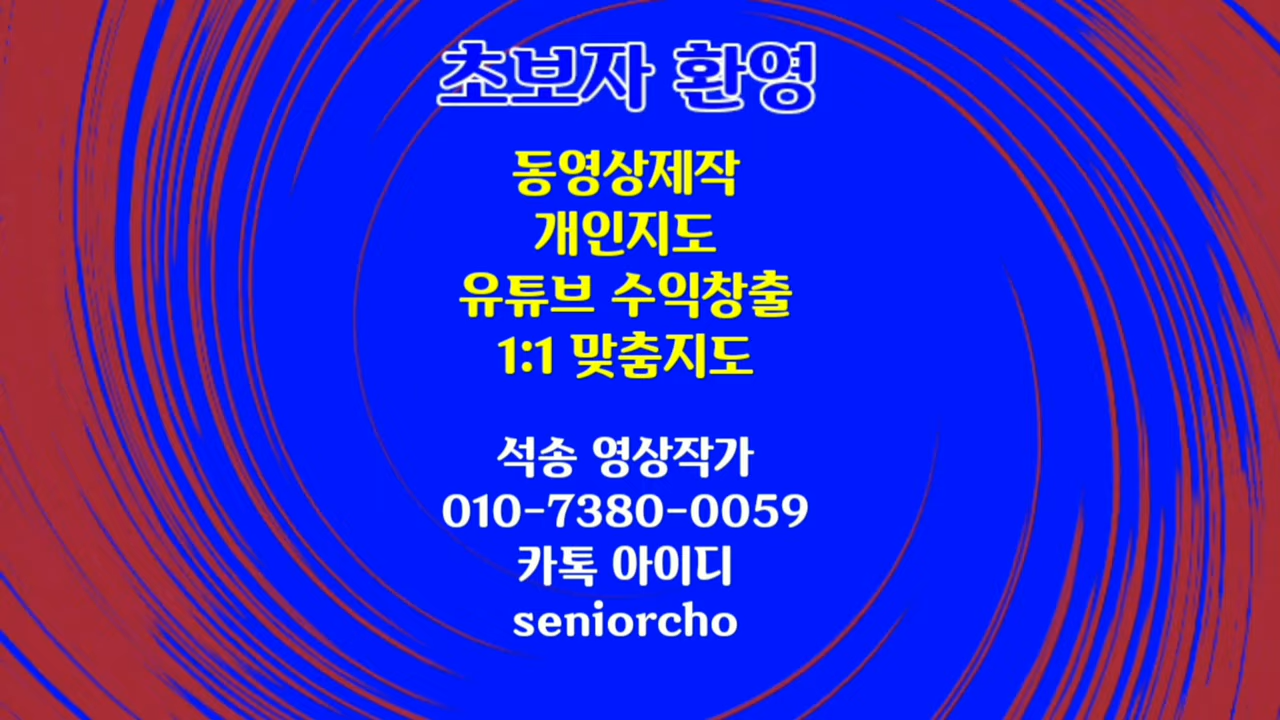 초보자 환영
동영상제작
개인지도
유튜브 수익창출
1:1 맞춤지도
석송 영상작가
010-7380-0059
카톡 아이디
seniorcho